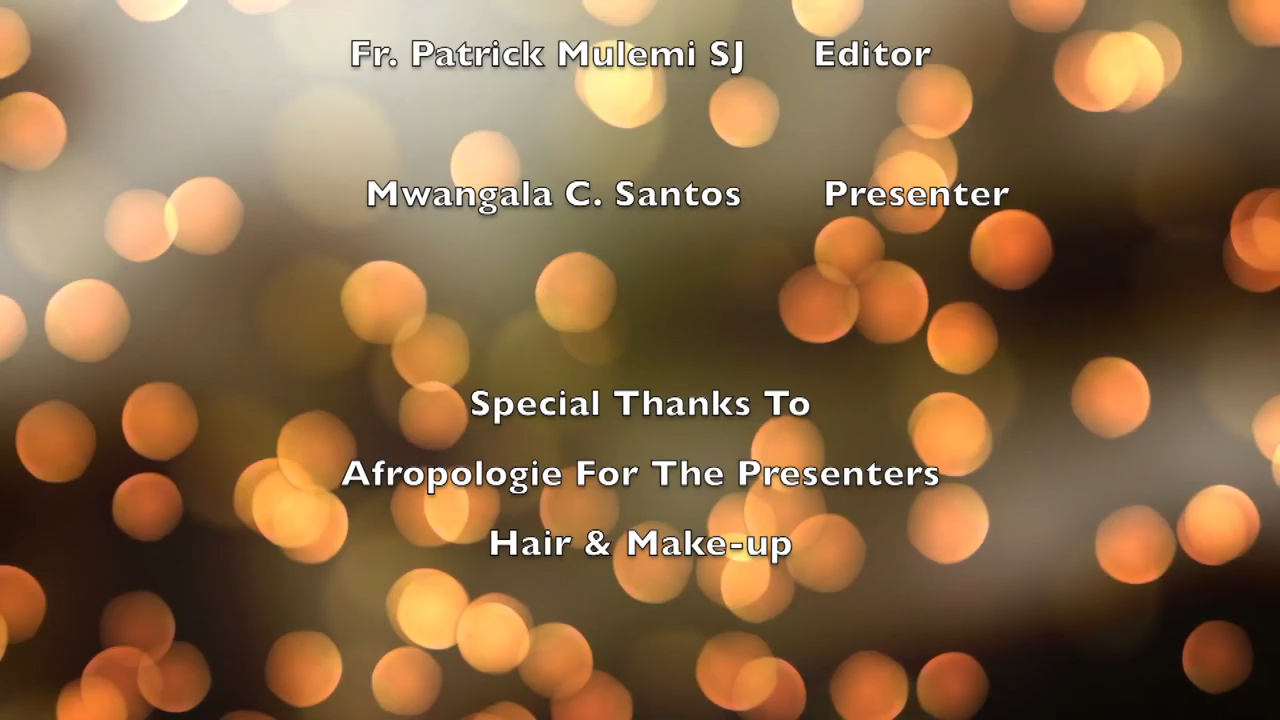 Fr. Patrick Mulemi SJ Editor
Mwangala C. Santos Presenter
Special Thanks To
Afropologie For The Presenters
Hair & Make-up